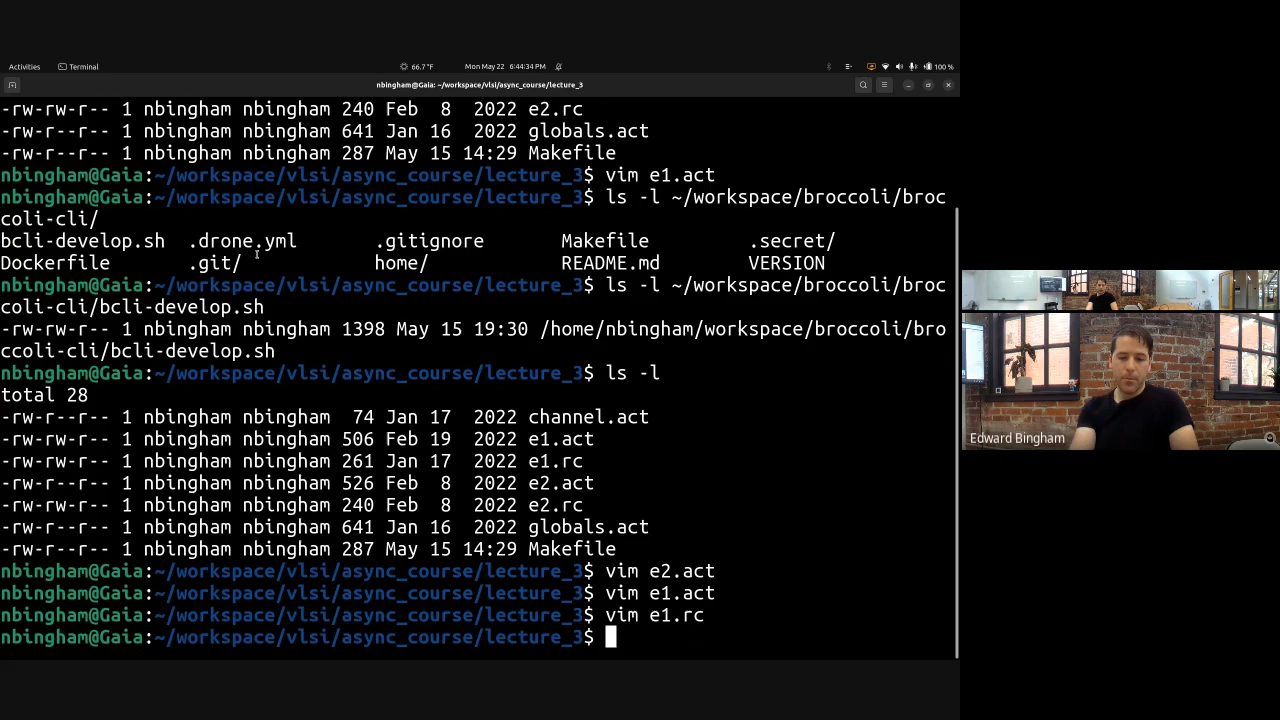 Activities Terminal 66.7 °F Mon May 22 6:44:34 PM 100 %
nbingham@Gaia: ~/workspace/vlsi/async_course/lecture_3
-rw-rw-r-- 1 nbingham nbingham 240 Feb 8 2022 e2.rc
-rw-r--r-- 1 nbingham nbingham 641 Jan 16 2022 globals.act
-rw-r--r-- 1 nbingham nbingham 287 May 15 14:29 Makefile
nbingham@Gaia:~/workspace/vlsi/async_course/lecture_3$ vim e1.act
nbingham@Gaia:~/workspace/vlsi/async_course/lecture_3$ ls -l ~/workspace/broccoli/broc
coli-cli/
bcli-develop.sh .drone.yml .gitignore Makefile .secret/
Dockerfile .git/ home/ README.md VERSION
nbingham@Gaia:~/workspace/vlsi/async_course/lecture_3$ ls -l ~/workspace/broccoli/broc
coli-cli/bcli-develop.sh
-rw-rw-r-- 1 nbingham nbingham 1398 May 15 19:30 /home/nbingham/workspace/broccoli/bro
ccoli-cli/bcli-develop.sh
nbingham@Gaia:~/workspace/vlsi/async_course/lecture_3$ ls -l
total 28
-rw-r--r-- 1 nbingham nbingham 74 Jan 17 2022 channel.act
-rw-rw-r-- 1 nbingham nbingham 506 Feb 19 2022 e1.act
-rw-rw-r-- 1 nbingham nbingham 261 Jan 17 2022 e1.rc
-rw-r--r-- 1 nbingham nbingham 526 Feb 8 2022 e2.act
-rw-rw-r-- 1 nbingham nbingham 240 Feb 8 2022 e2.rc
-rw-r--r-- 1 nbingham nbingham 641 Jan 16 2022 globals.act
-rw-r--r-- 1 nbingham nbingham 287 May 15 14:29 Makefile
nbingham@Gaia:~/workspace/vlsi/async_course/lecture_3$ vim e2.act
nbingham@Gaia:~/workspace/vlsi/async_course/lecture_3$ vim e1.act
nbingham@Gaia:~/workspace/vlsi/async_course/lecture_3$ vim e1.rc
nbingham@Gaia:~/workspace/vlsi/async_course/lecture_3$
Edward Bingham